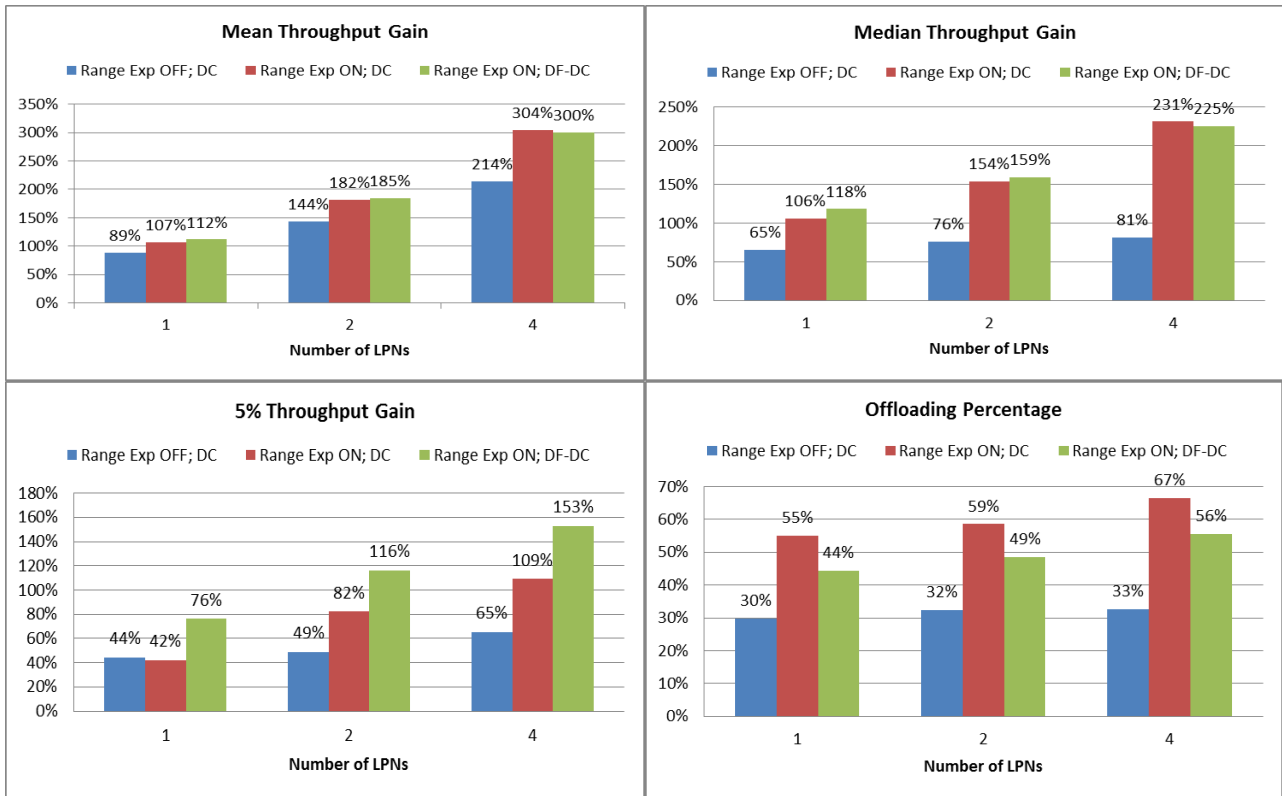 Mean Throughput Gain
Range Exp OFF; DC Range Exp ON; DC Range Exp ON; DF-DC
350%
300%
250%
200%
150%
100%
50%
0%
89% 107% 112%
144% 182% 185%
214% 304% 300%
1 2 4
Number of LPNs
Median Throughput Gain
Range Exp OFF; DC Range Exp ON; DC Range Exp ON; DF-DC
250%
200%
150%
100%
50%
0%
65% 106% 118%
76% 154% 159%
81% 231% 225%
1 2 4
Number of LPNs
5% Throughput Gain
Range Exp OFF; DC Range Exp ON; DC Range Exp ON; DF-DC
180%
160%
140%
120%
100%
80%
60%
40%
20%
0%
44% 42% 76%
49% 82% 116%
65% 109% 153%
1 2 4
Number of LPNs
Offloading Percentage
Range Exp OFF; DC Range Exp ON; DC Range Exp ON; DF-DC
70%
60%
50%
40%
30%
20%
10%
0%
30% 55% 44%
32% 59% 49%
33% 67% 56%
1 2 4
Number of LPNs